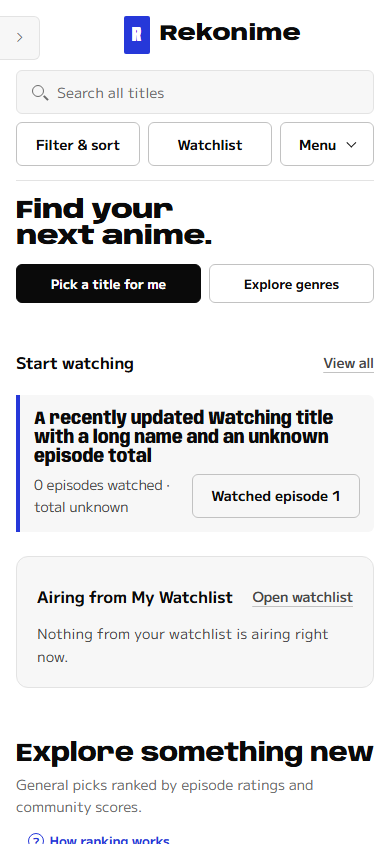 R Rekonime
Search all titles
Filter & sort
Watchlist
Menu
Find your
next anime.
Pick a title for me
Explore genres
Start watching
View all
A recently updated Watching title
with a long name and an unknown
episode total
0 episodes watched ·
total unknown
Watched episode 1
Airing from My Watchlist
Open watchlist
Nothing from your watchlist is airing right
now.
Explore something new
General picks ranked by episode ratings and
community scores.
? How ranking works